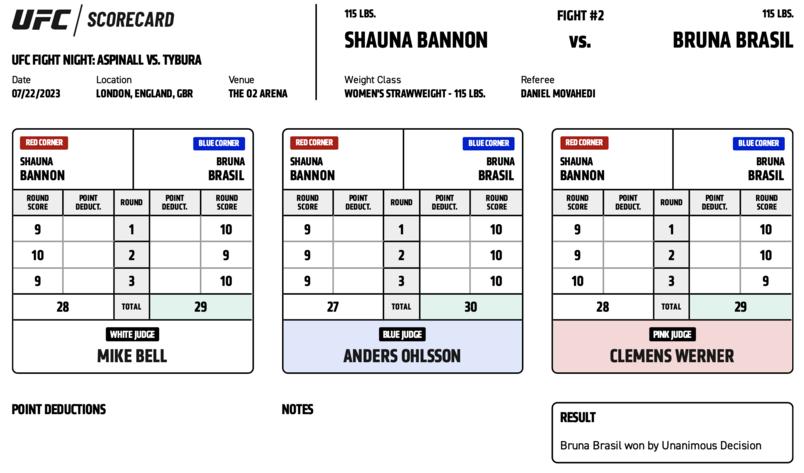 UFC SCORECARD
UFC FIGHT NIGHT: ASPINALL VS. TYBURA
Date Location Venue
07/22/2023 LONDON, ENGLAND, GBR THE O2 ARENA
115 LBS. FIGHT #2 115 LBS.
SHAUNA BANNON VS. BRUNA BRASIL
Weight Class Referee
WOMEN'S STRAWWEIGHT - 115 LBS. DANIEL MOVAHEDI
RED CORNER BLUE CORNER
SHAUNA BRUNA
BANNON BRASIL
ROUND POINT ROUND POINT ROUND
SCORE DEDUCT. DEDUCT. SCORE
9 1 10
10 2 9
9 3 10
28 TOTAL 29
WHITE JUDGE
MIKE BELL
RED CORNER BLUE CORNER
SHAUNA BRUNA
BANNON BRASIL
ROUND POINT ROUND POINT ROUND
SCORE DEDUCT. DEDUCT. SCORE
9 1 10
9 2 10
9 3 10
27 TOTAL 30
BLUE JUDGE
ANDERS OHLSSON
RED CORNER BLUE CORNER
SHAUNA BRUNA
BANNON BRASIL
ROUND POINT ROUND POINT ROUND
SCORE DEDUCT. DEDUCT. SCORE
9 1 10
9 2 10
10 3 9
28 TOTAL 29
PINK JUDGE
CLEMENS WERNER
POINT DEDUCTIONS
NOTES
RESULT
Bruna Brasil won by Unanimous Decision